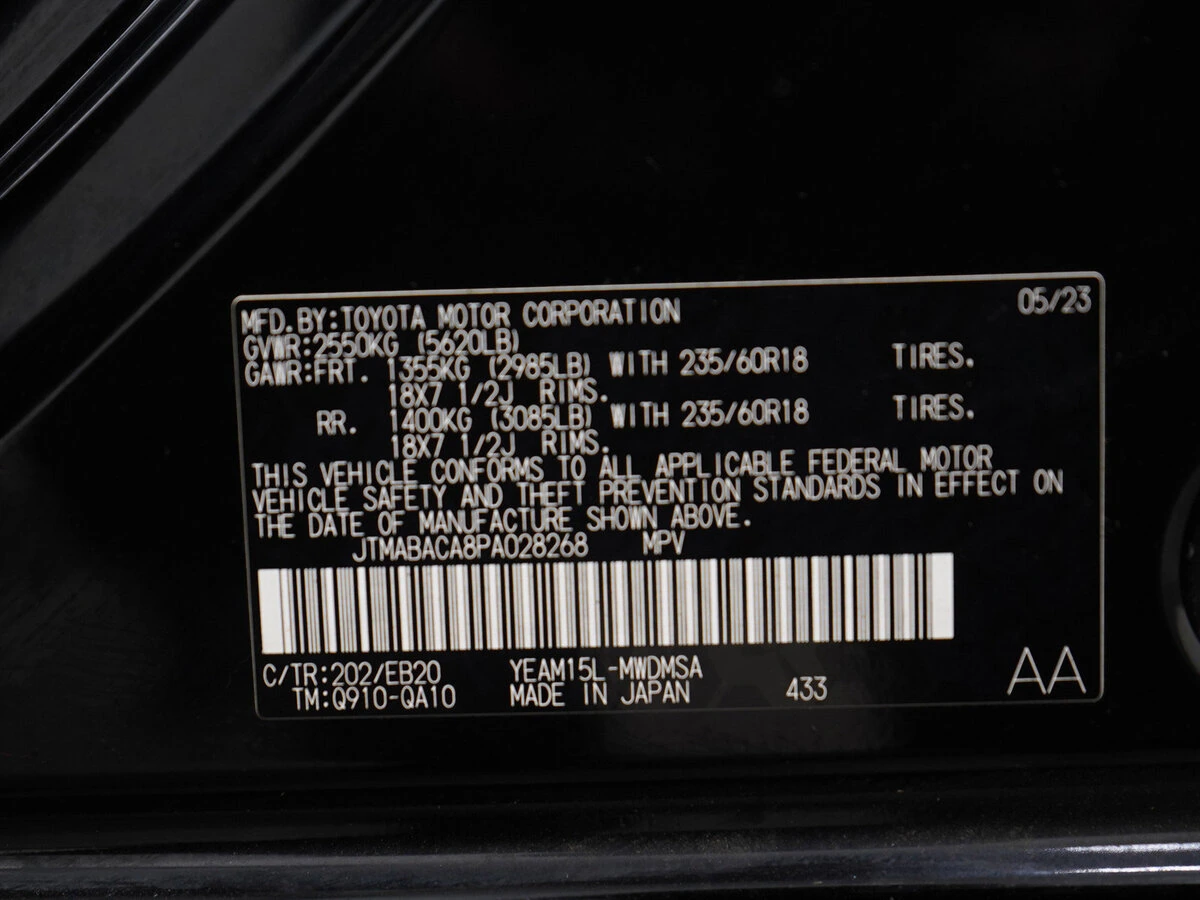 MFD.BY:TOYOTA MOTOR CORPORATION 05/23
GVWR:2550KG (5620LB)
GAWR:FRT. 1355KG (2985LB) WITH 235/60R18 TIRES.
18X7 1/2J RIMS.
RR. 1400KG (3085LB) WITH 235/60R18 TIRES.
18X7 1/2J RIMS.
THIS VEHICLE CONFORMS TO ALL APPLICABLE FEDERAL MOTOR
VEHICLE SAFETY AND THEFT PREVENTION STANDARDS IN EFFECT ON
THE DATE OF MANUFACTURE SHOWN ABOVE.
JTMABACA8PA028268 MPV
C/TR:202/EB20 YEAM15L-MWDMSA
TM:Q910-QA10 MADE IN JAPAN 433 AA